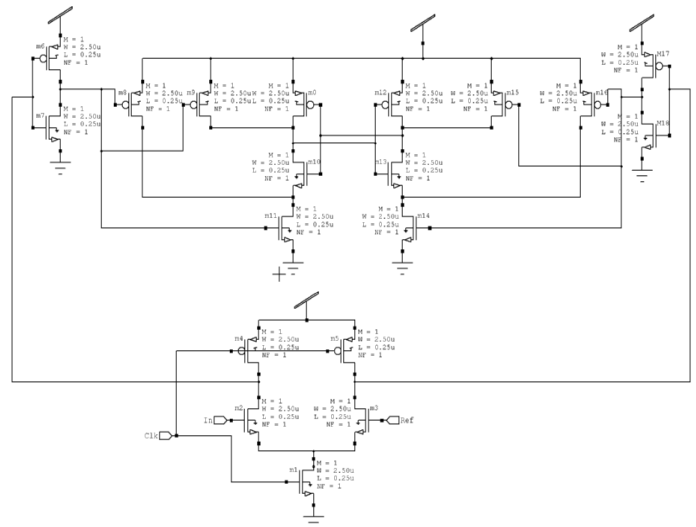 m6
M = 1
W = 2.50u
L = 0.25u
NF = 1
m7
M = 1
W = 2.50u
L = 0.25u
NF = 1
m8
M = 1
W = 2.50u
L = 0.25u
NF = 1
m9
M = 1
W = 2.50u
L = 0.25u
NF = 1
m0
M = 1
W = 2.50u
L = 0.25u
NF = 1
m12
M = 1
W = 2.50u
L = 0.25u
NF = 1
m15
M = 1
W = 2.50u
L = 0.25u
NF = 1
m16
M = 1
W = 2.50u
L = 0.25u
NF = 1
M17
M = 1
W = 2.50u
L = 0.25u
NF = 1
M18
M = 1
W = 2.50u
L = 0.25u
NF = 1
m10
M = 1
W = 2.50u
L = 0.25u
NF = 1
m13
M = 1
W = 2.50u
L = 0.25u
NF = 1
m11
M = 1
W = 2.50u
L = 0.25u
NF = 1
m14
M = 1
W = 2.50u
L = 0.25u
NF = 1
m4
M = 1
W = 2.50u
L = 0.25u
NF = 1
m5
M = 1
W = 2.50u
L = 0.25u
NF = 1
In
m2
M = 1
W = 2.50u
L = 0.25u
NF = 1
m3
M = 1
W = 2.50u
L = 0.25u
NF = 1
Ref
Clk
m1
M = 1
W = 2.50u
L = 0.25u
NF = 1